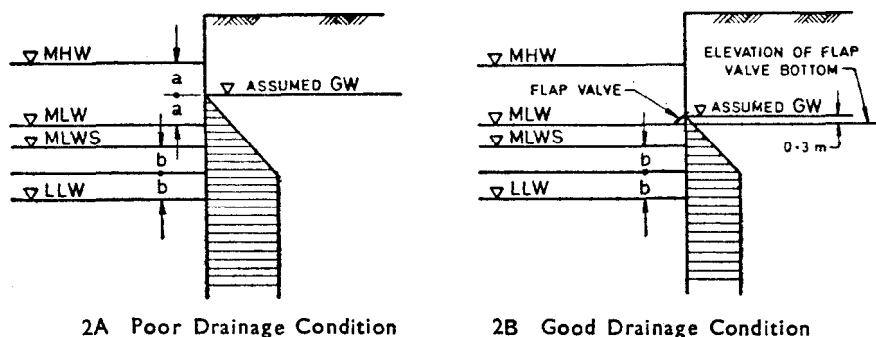 MHW
a
ASSUMED GW
a
MLW
MLWS
b
b
LLW
2A Poor Drainage Condition
MHW
ELEVATION OF FLAP
VALVE BOTTOM
FLAP VALVE
ASSUMED GW
MLW
MLWS
0·3 m
b
b
LLW
2B Good Drainage Condition